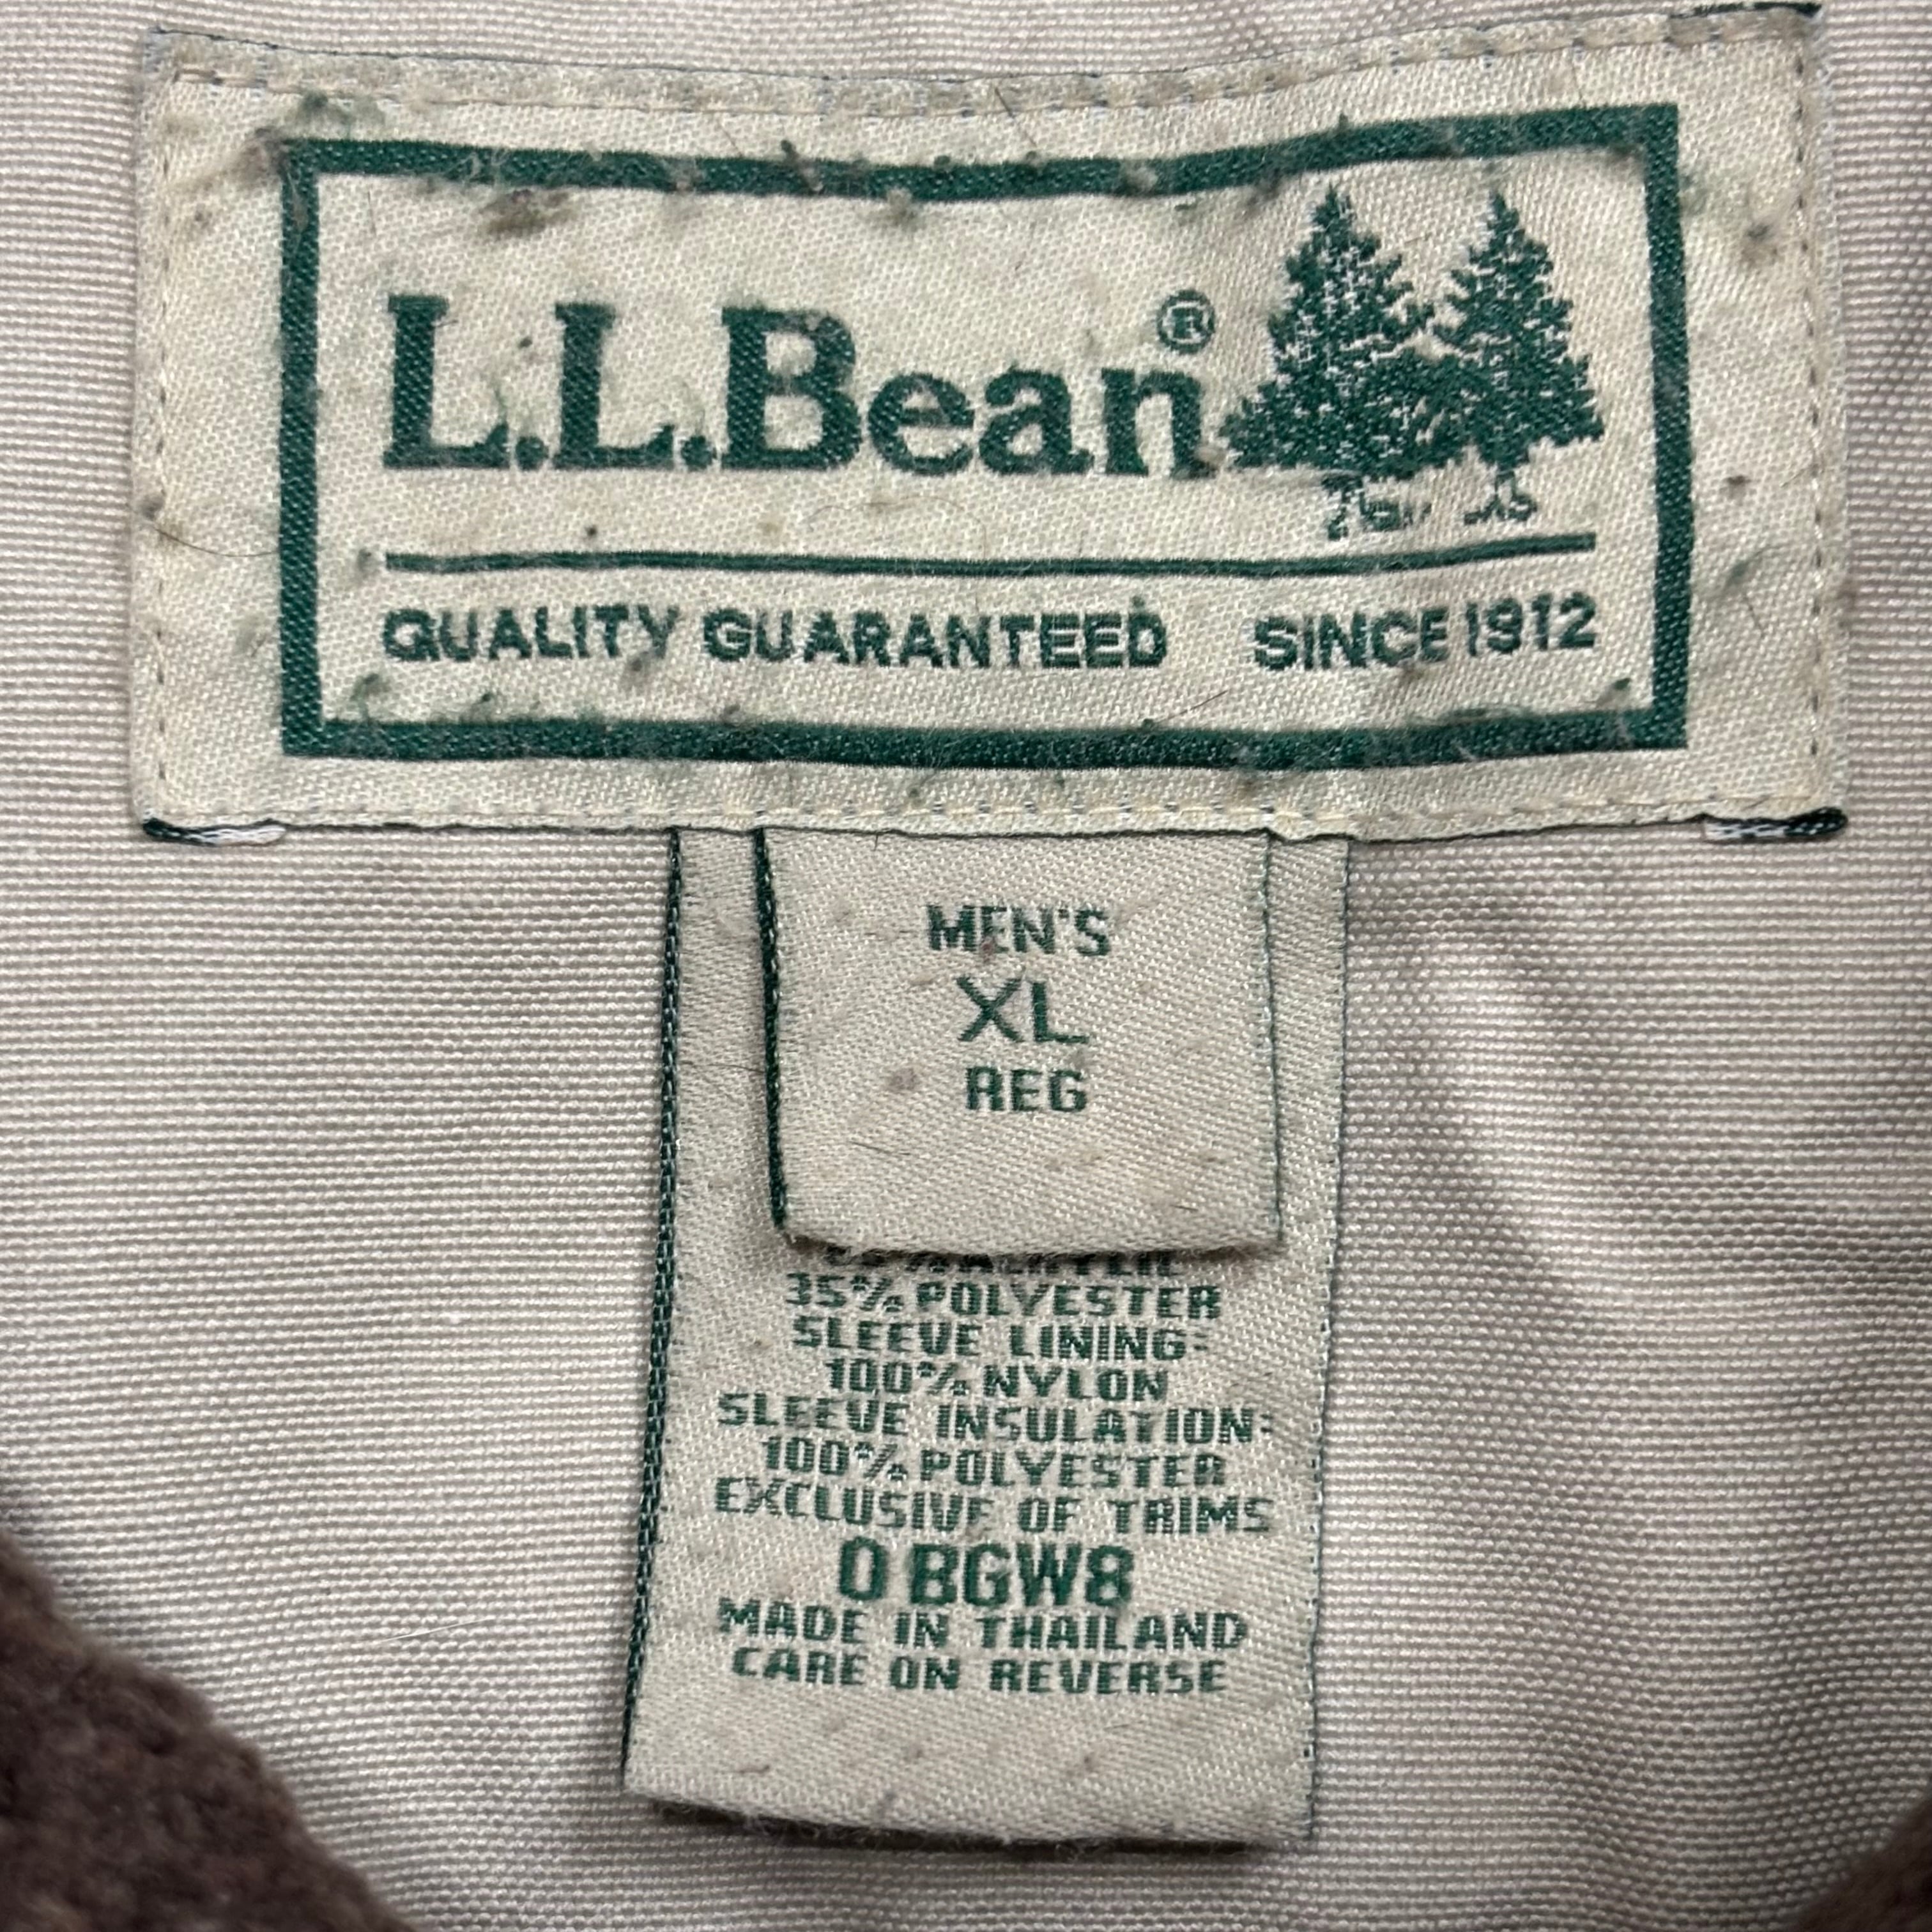 L.L.Bean®
QUALITY GUARANTEED SINCE 1912
MEN'S
XL
REG
35% POLYESTER
SLEEVE LINING:
100% NYLON
SLEEVE INSULATION:
100% POLYESTER
EXCLUSIVE OF TRIMS
0 BGW8
MADE IN THAILAND
CARE ON REVERSE